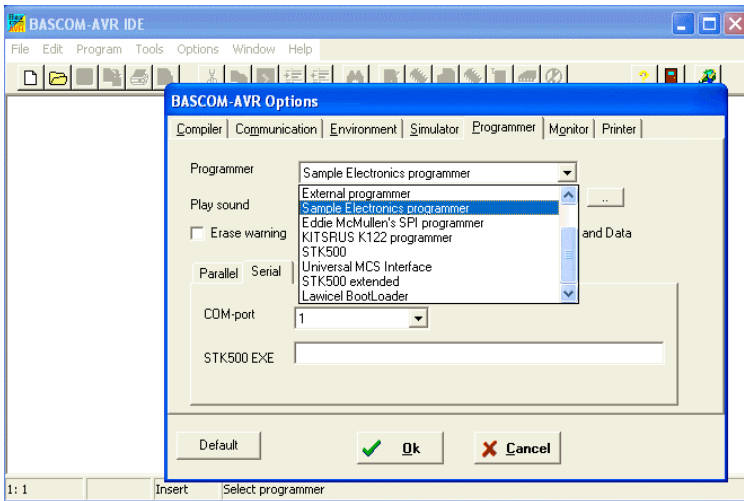 BASCOM-AVR IDE
File Edit Program Tools Options Window Help
BASCOM-AVR Options
Compiler Communication Environment Simulator Programmer Monitor Printer
Programmer Sample Electronics programmer
External programmer
Play sound Sample Electronics programmer ..
Eddie McMullen's SPI programmer
Erase warning KITSRUS K122 programmer and Data
STK500
Universal MCS Interface
Parallel Serial STK500 extended
Lawicel BootLoader
COM-port 1
STK500 EXE
Default Ok Cancel
1: 1 Insert Select programmer